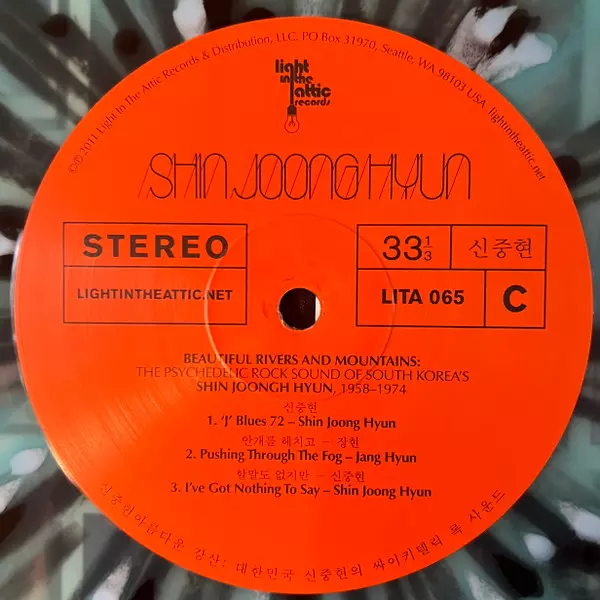 ©℗2011 Light In The Attic Records & Distribution, LLC. PO Box 31970, Seattle, WA 98103 USA lightintheattic.net
light
in the
attic
records
SHIN JOONG HYUN
STEREO
LIGHTINTHEATTIC.NET
33 1/3
신중현
LITA 065
C
BEAUTIFUL RIVERS AND MOUNTAINS:
THE PSYCHEDELIC ROCK SOUND OF SOUTH KOREA'S
SHIN JOONGH HYUN, 1958–1974
신중현
1. 'J' Blues 72 – Shin Joong Hyun
안개를 해치고 – 장현
2. Pushing Through The Fog – Jang Hyun
할말도 없지만 – 신중현
3. I've Got Nothing To Say – Shin Joong Hyun
신중현아름다운 강산: 대한민국 신중현의 싸이키델릭 록 사운드